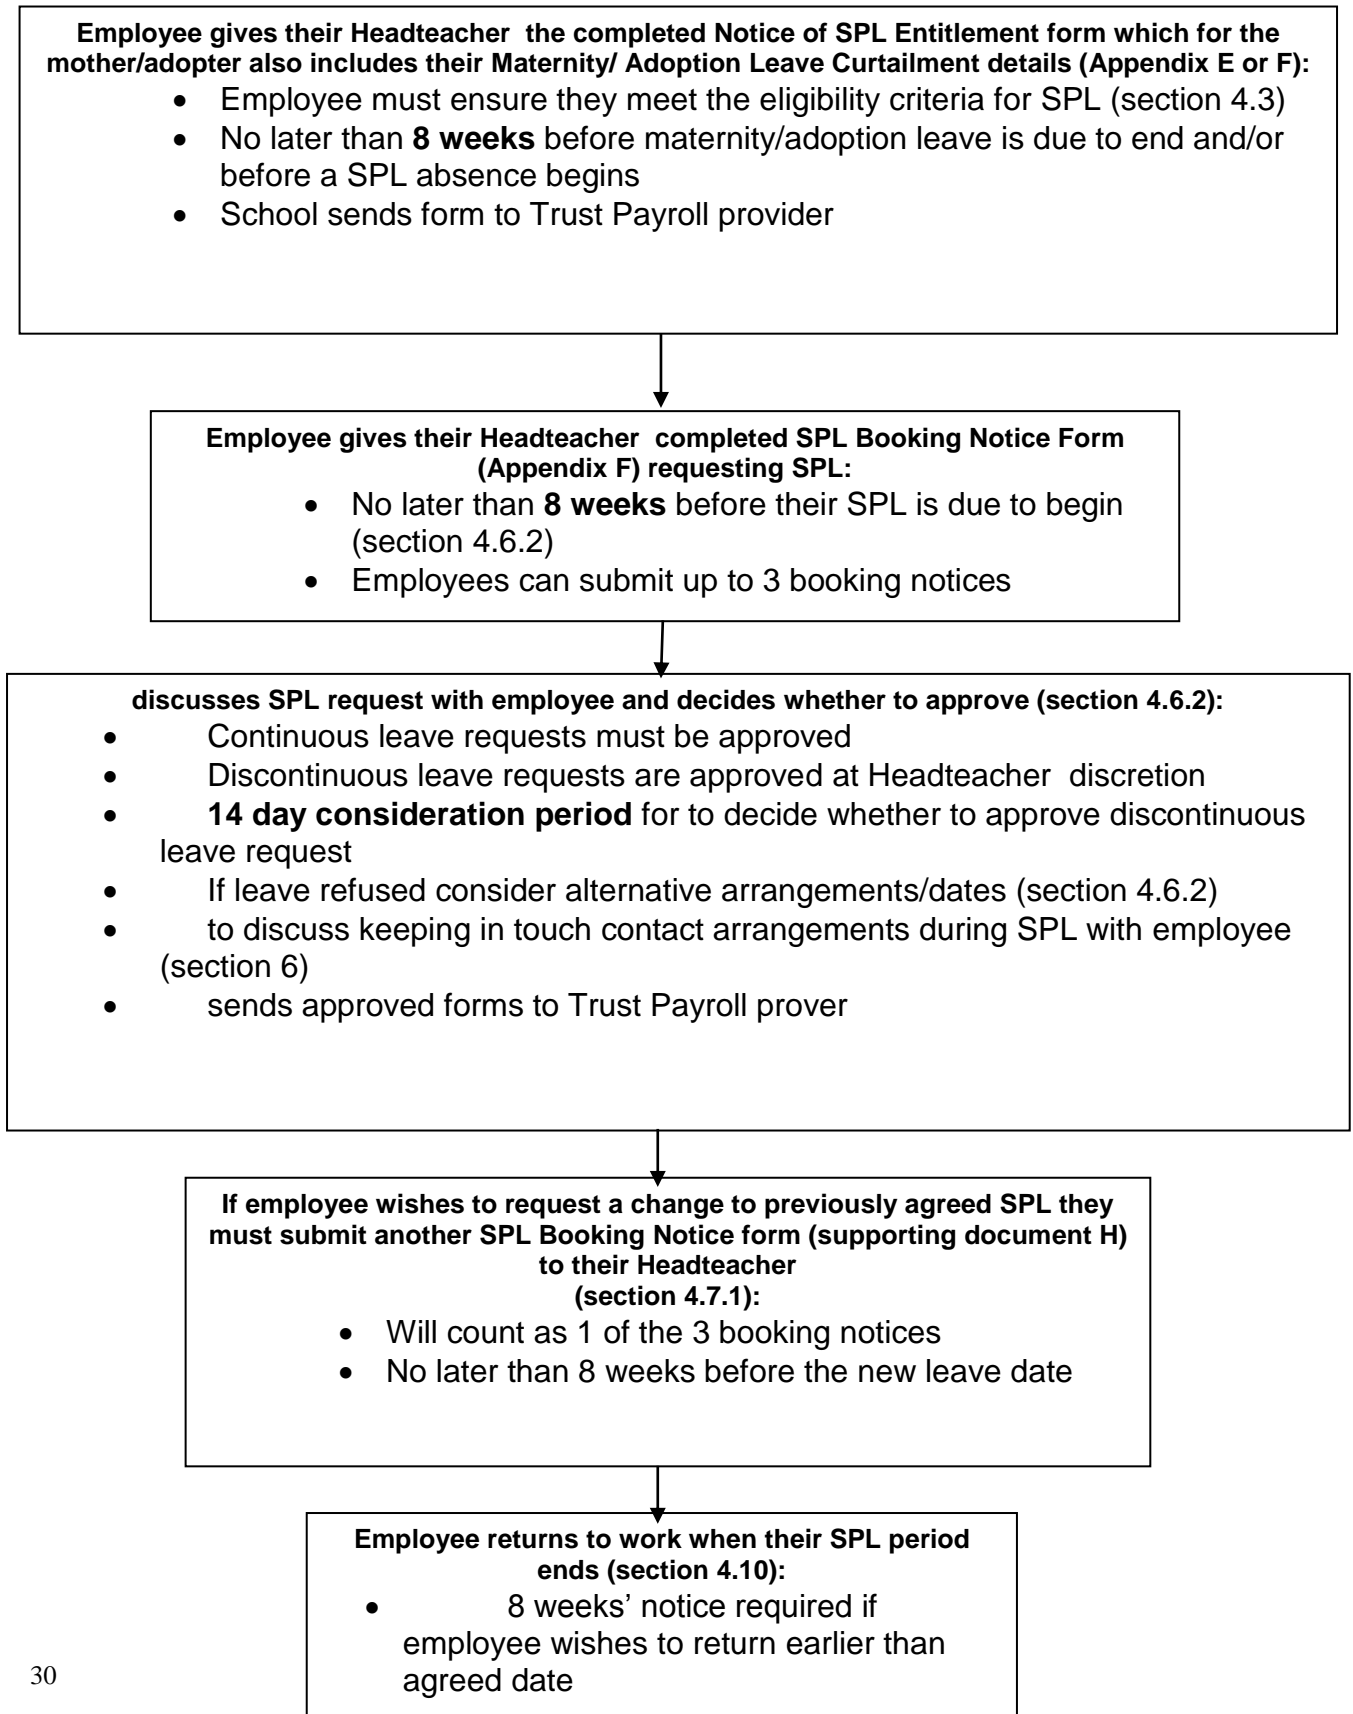 Employee gives their Headteacher  the completed Notice of SPL Entitlement form which for the
mother/adopter also includes their Maternity/ Adoption Leave Curtailment details (Appendix E or F):
• Employee must ensure they meet the eligibility criteria for SPL (section 4.3)
• No later than 8 weeks before maternity/adoption leave is due to end and/or
before a SPL absence begins
• School sends form to Trust Payroll provider
Employee gives their Headteacher  completed SPL Booking Notice Form
(Appendix F) requesting SPL:
• No later than 8 weeks before their SPL is due to begin
(section 4.6.2)
• Employees can submit up to 3 booking notices
discusses SPL request with employee and decides whether to approve (section 4.6.2):
• Continuous leave requests must be approved
• Discontinuous leave requests are approved at Headteacher  discretion
• 14 day consideration period for to decide whether to approve discontinuous
leave request
• If leave refused consider alternative arrangements/dates (section 4.6.2)
• to discuss keeping in touch contact arrangements during SPL with employee
(section 6)
• sends approved forms to Trust Payroll prover
If employee wishes to request a change to previously agreed SPL they
must submit another SPL Booking Notice form (supporting document H)
to their Headteacher
(section 4.7.1):
• Will count as 1 of the 3 booking notices
• No later than 8 weeks before the new leave date
Employee returns to work when their SPL period
ends (section 4.10):
• 8 weeks’ notice required if
employee wishes to return earlier than
agreed date
30